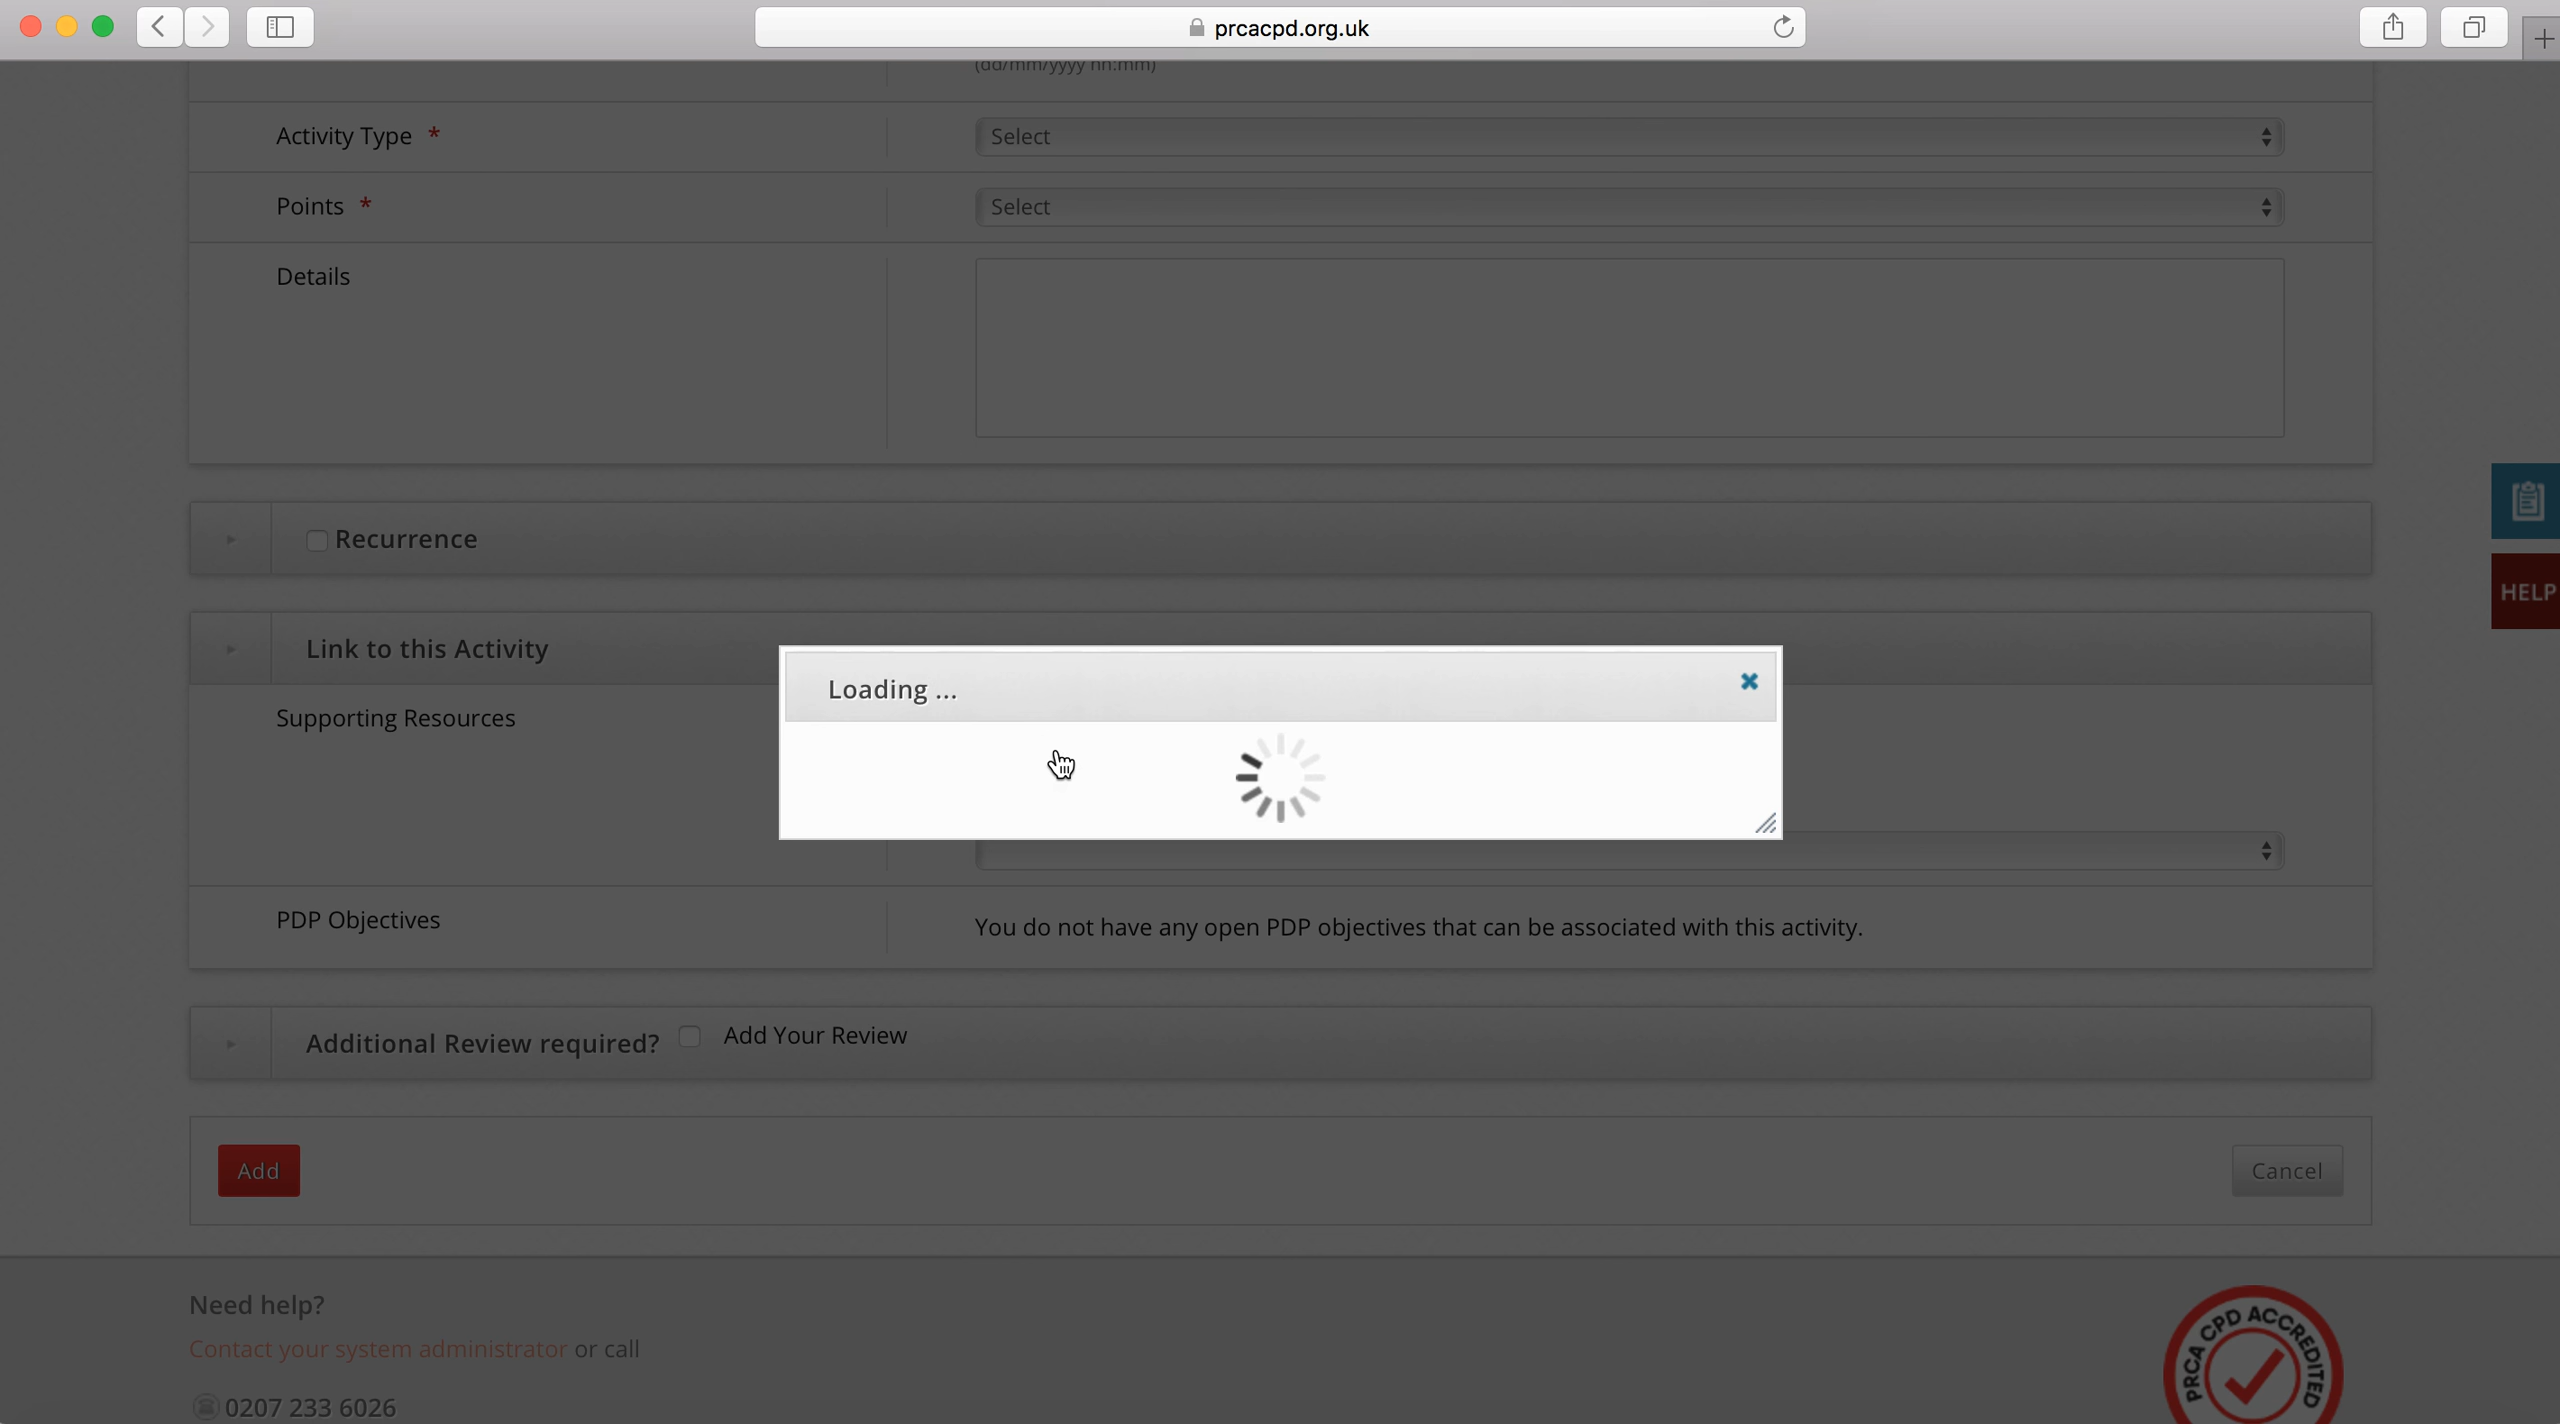 prcacpd.org.uk
(dd/mm/yyyy hh:mm)
Activity Type *
Select
Points *
Select
Details
Recurrence
HELP
Link to this Activity
Loading ...
Supporting Resources
PDP Objectives
You do not have any open PDP objectives that can be associated with this activity.
Additional Review required?
Add Your Review
Add
Cancel
Need help?
Contact your system administrator or call
0207 233 6026
PRCA CPD ACCREDITED